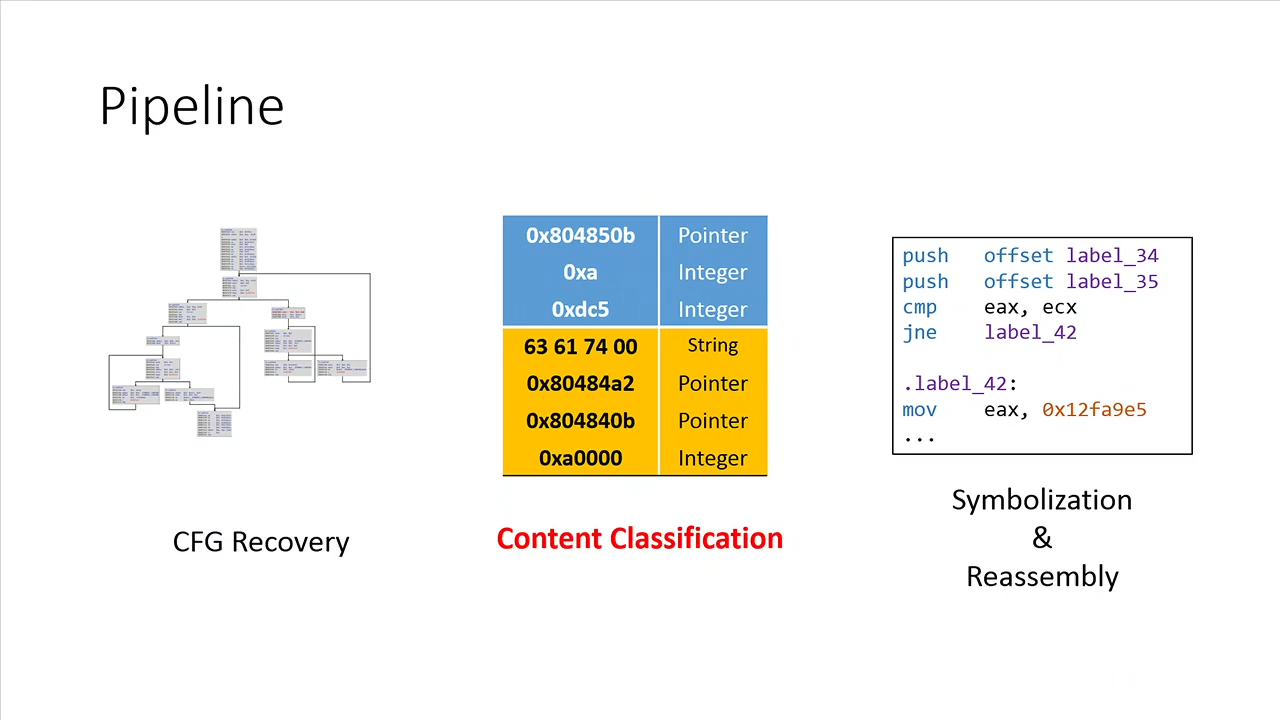 Pipeline
0x804850b Pointer
0xa Integer
0xdc5 Integer
63 61 74 00 String
0x80484a2 Pointer
0x804840b Pointer
0xa0000 Integer
push offset label_34
push offset label_35
cmp eax, ecx
jne label_42
.label_42:
mov eax, 0x12fa9e5
...
CFG Recovery
Content Classification
Symbolization
&
Reassembly